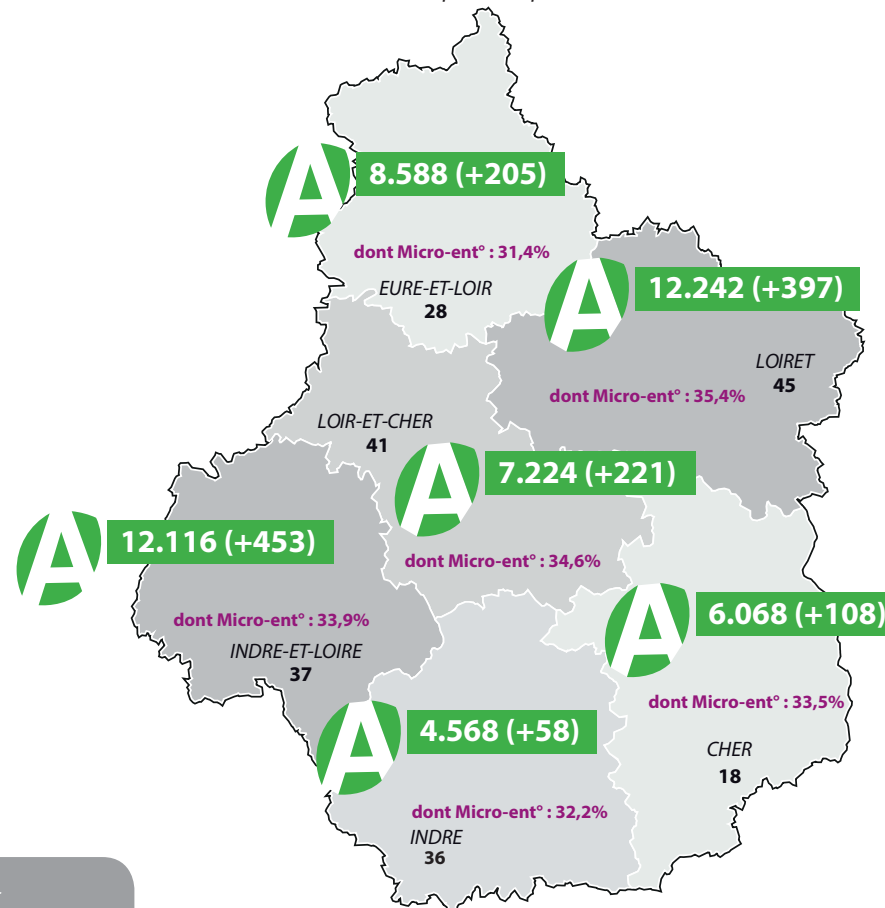 8.588 (+205)
dont Micro-ent° : 31,4%
EURE-ET-LOIR
28
12.242 (+397)
LOIRET
45
dont Micro-ent° : 35,4%
LOIR-ET-CHER
41
7.224 (+221)
dont Micro-ent° : 34,6%
12.116 (+453)
dont Micro-ent° : 33,9%
INDRE-ET-LOIRE
37
6.068 (+108)
dont Micro-ent° : 33,5%
CHER
18
4.568 (+58)
dont Micro-ent° : 32,2%
INDRE
36